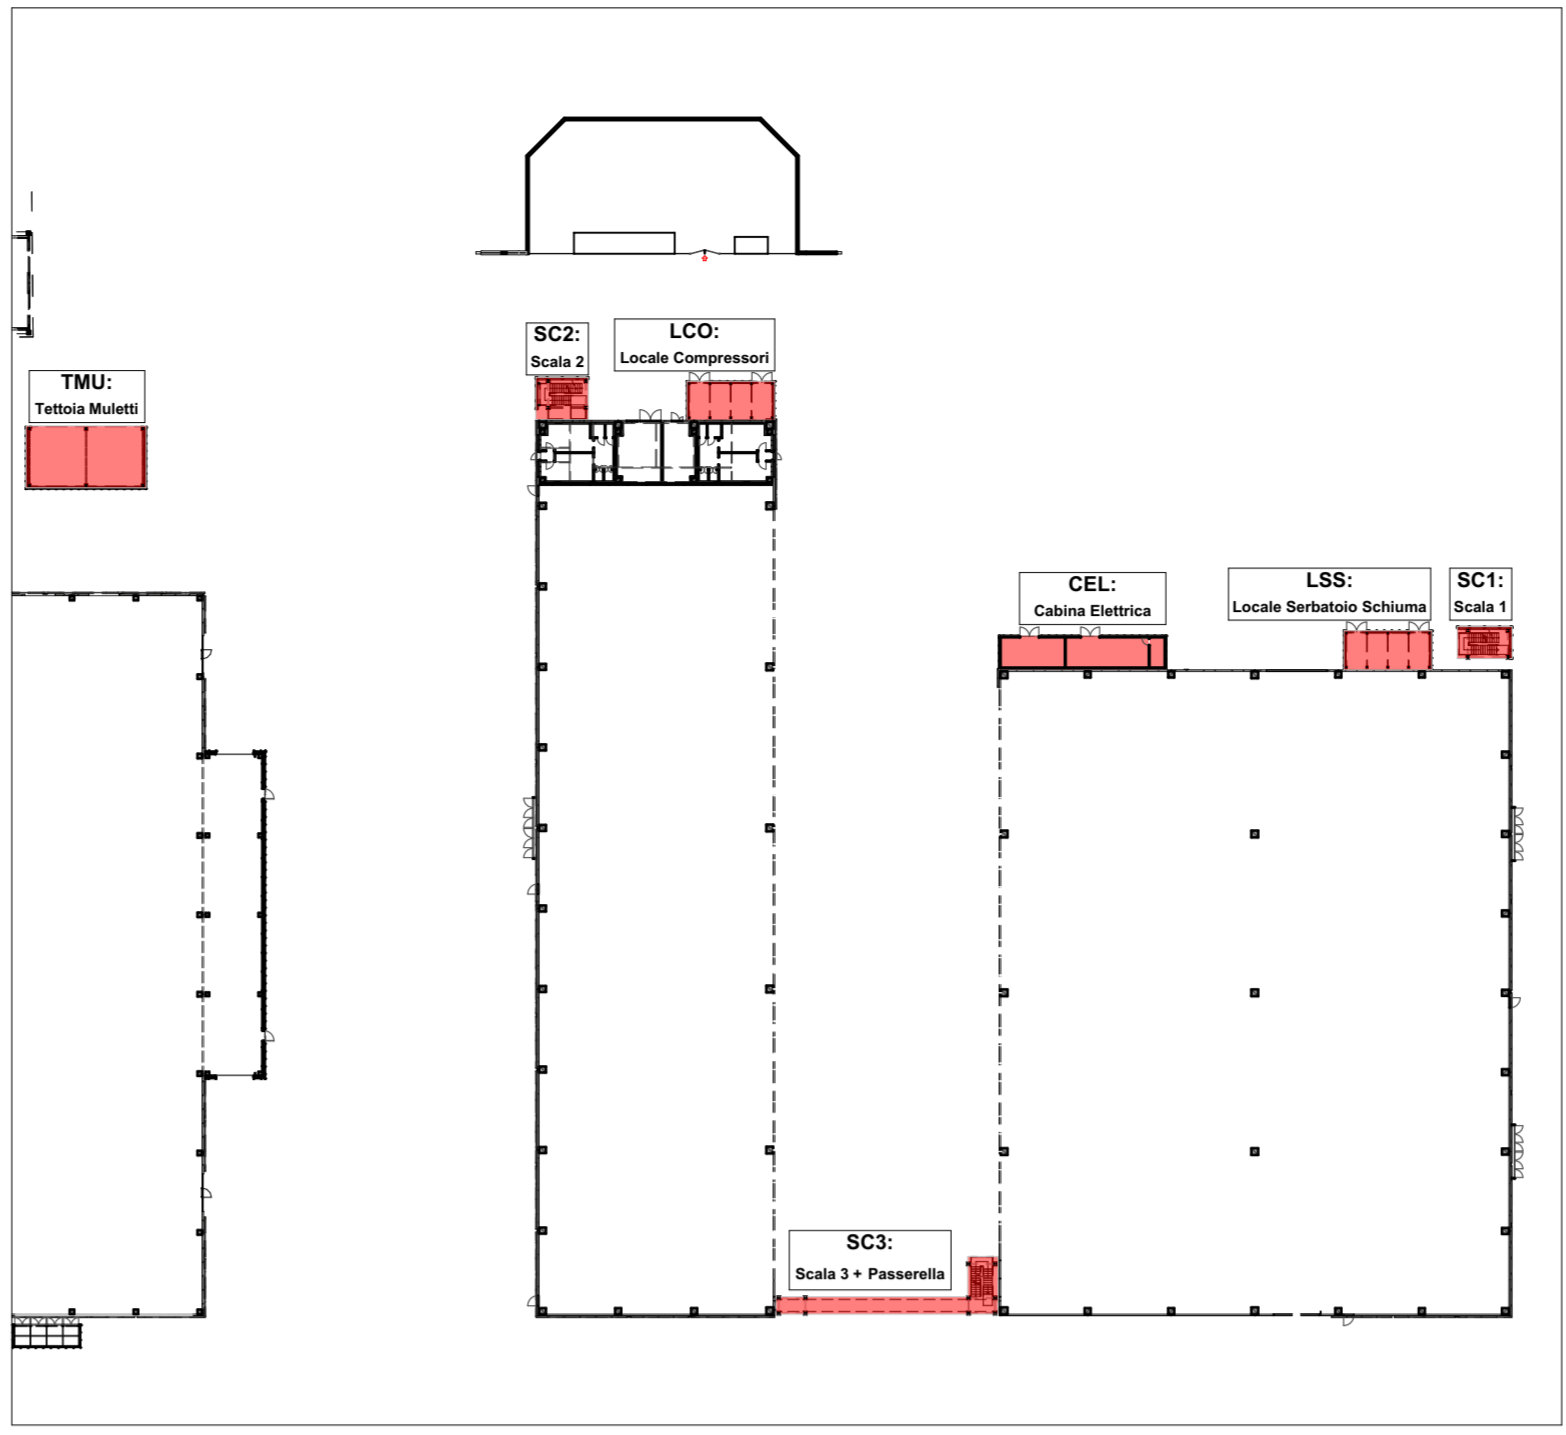 SC2:
Scala 2
LCO:
Locale Compressori
TMU:
Tettoia Muletti
CEL:
Cabina Elettrica
LSS:
Locale Serbatoio Schiuma
SC1:
Scala 1
SC3:
Scala 3 + Passerella